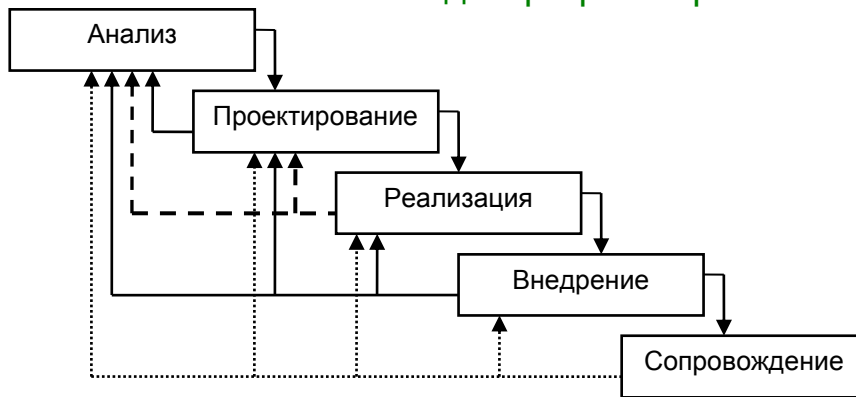 Анализ
Проектирование
Реализация
Внедрение
Сопровождение